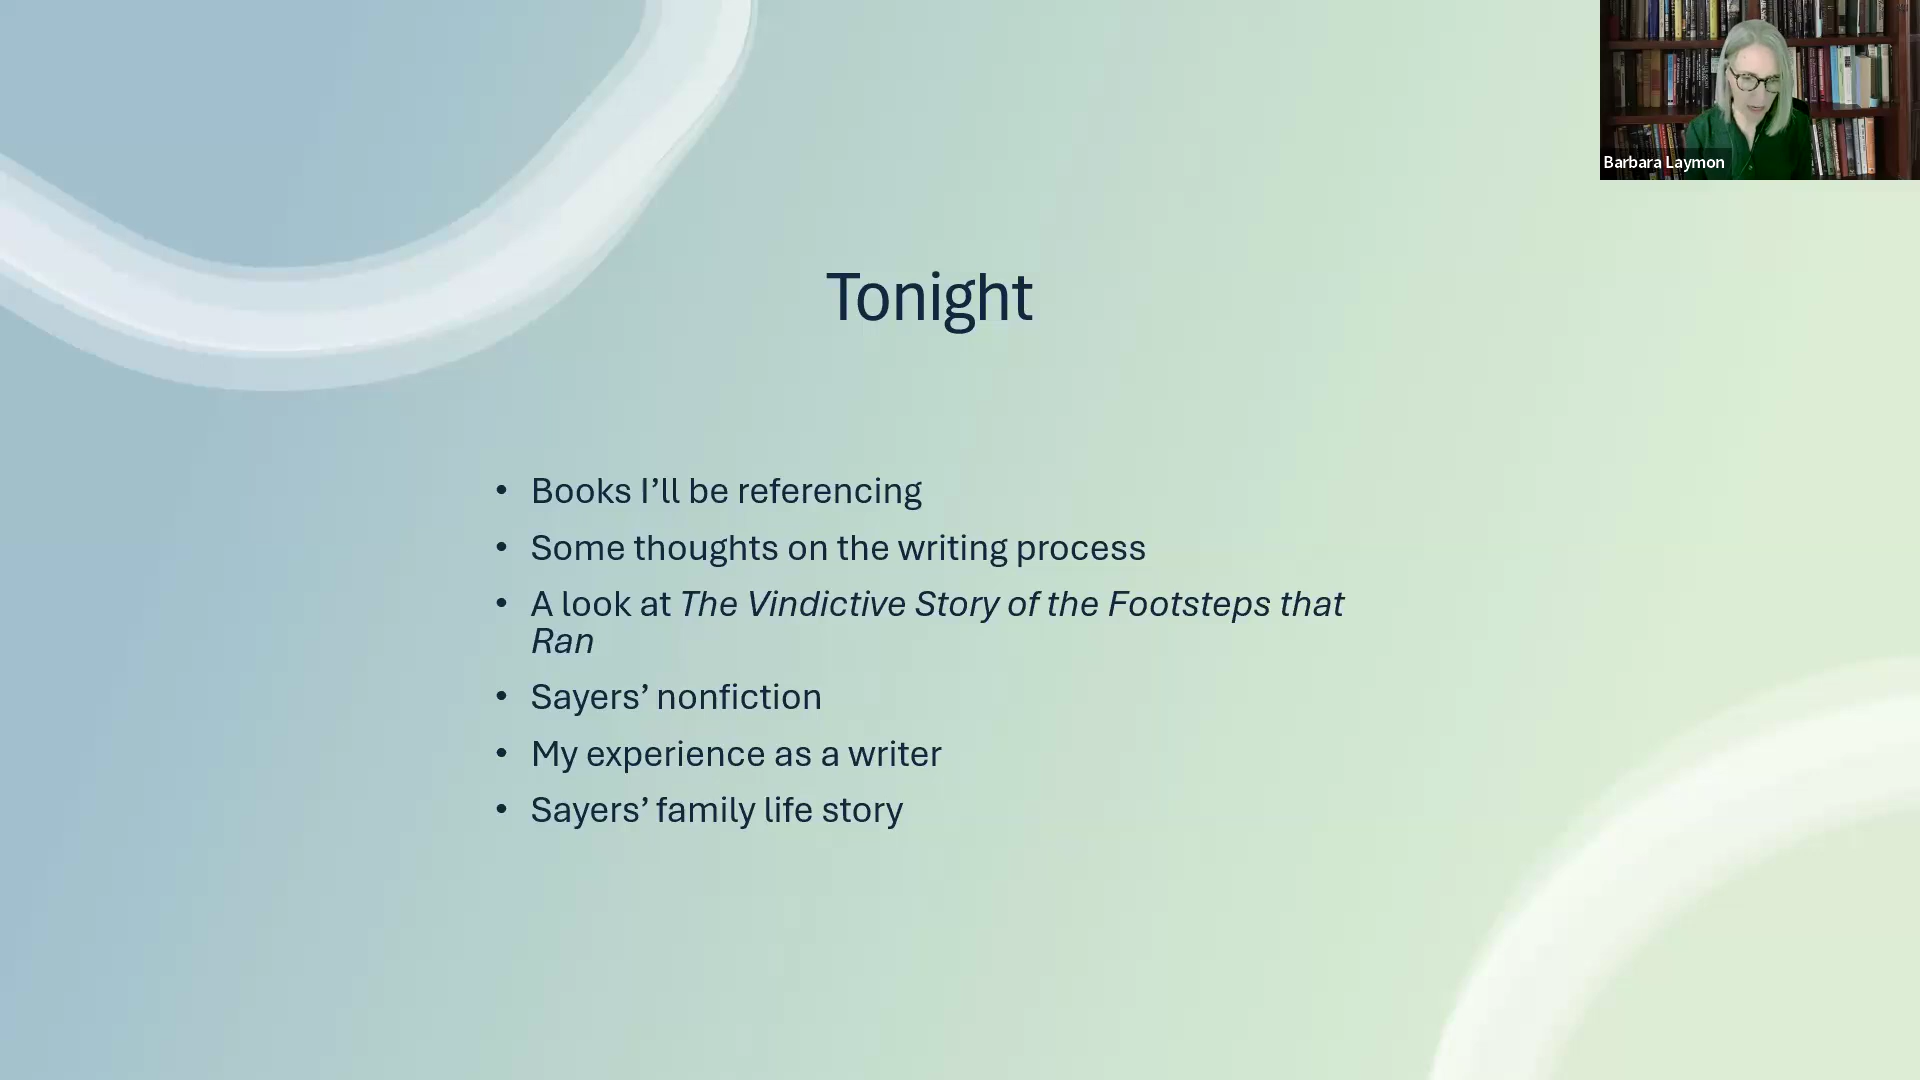 Barbara Laymon
Tonight
• Books I’ll be referencing
• Some thoughts on the writing process
• A look at The Vindictive Story of the Footsteps that
Ran
• Sayers’ nonfiction
• My experience as a writer
• Sayers’ family life story